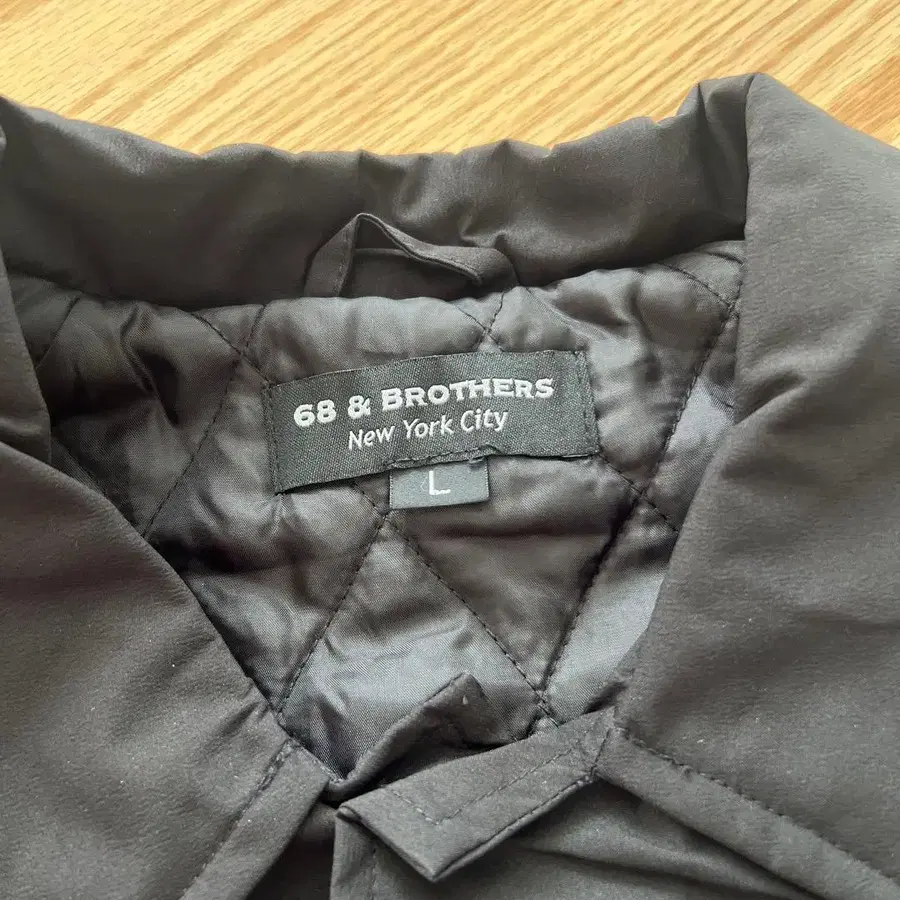 68 & BROTHERS
New York City
L